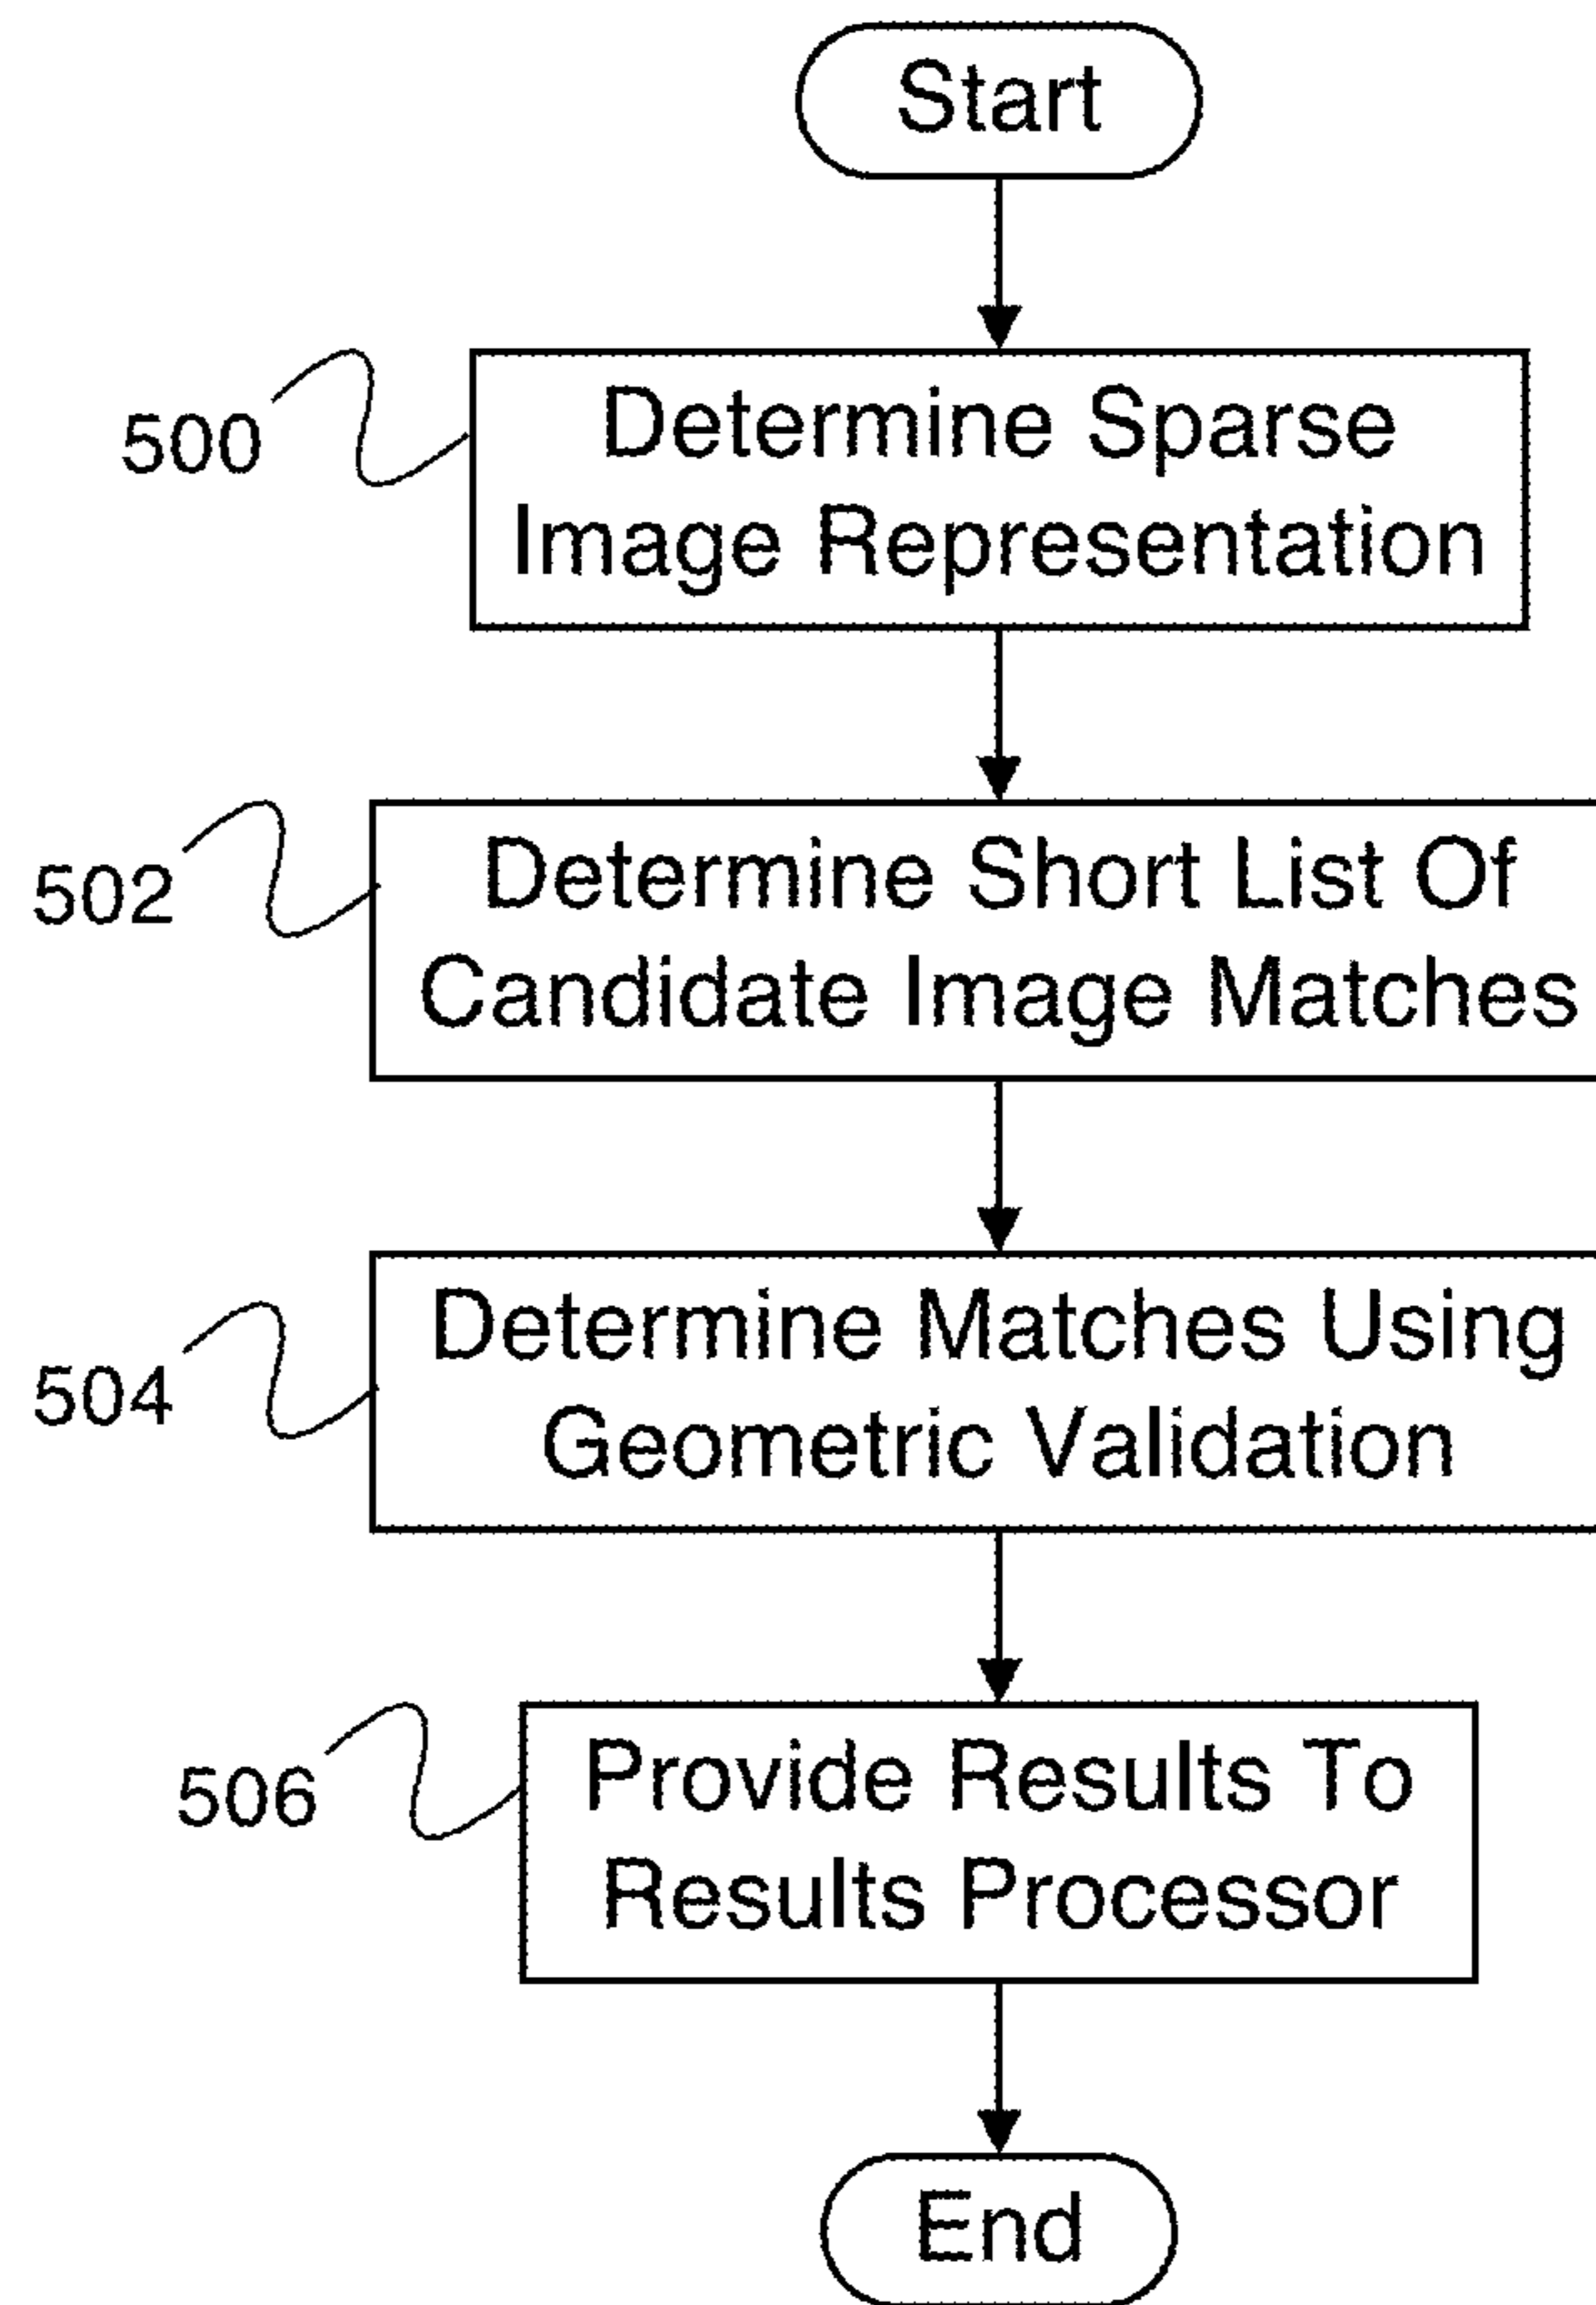 Start
500
Determine Sparse
Image Representation
502
Determine Short List Of
Candidate Image Matches
504
Determine Matches Using
Geometric Validation
506
Provide Results To
Results Processor
End